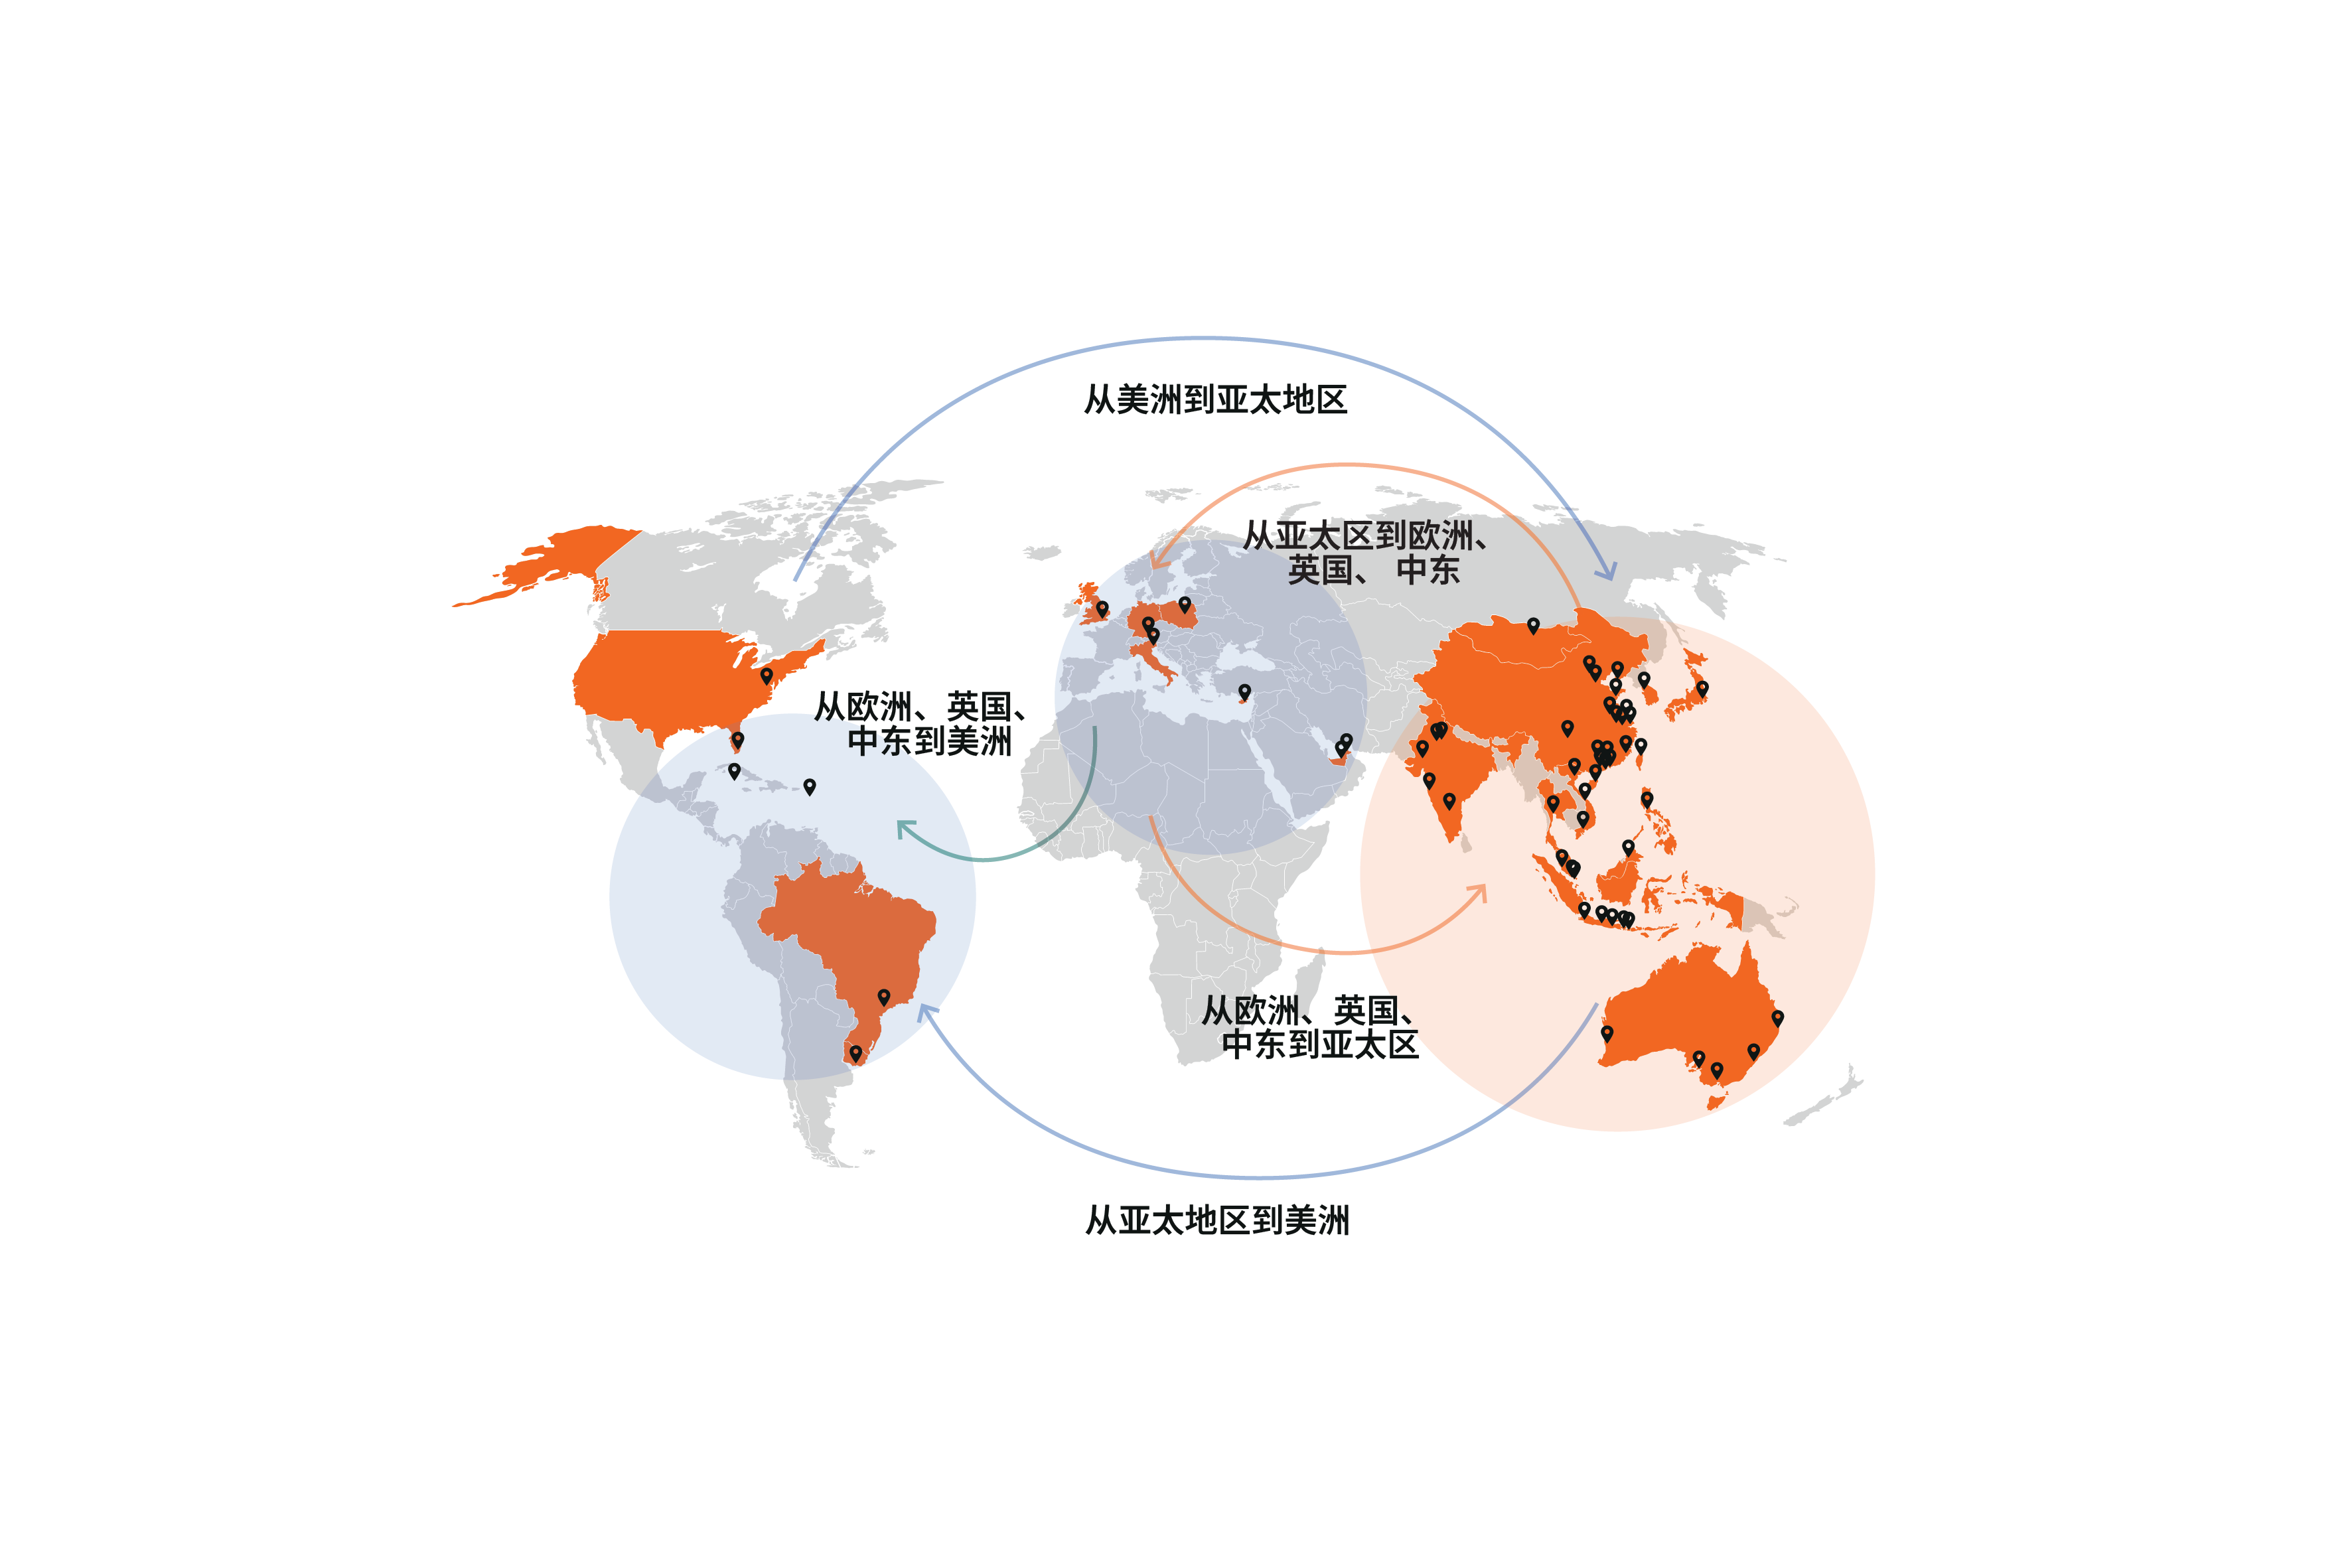 从美洲到亚太地区
从亚太区到欧洲、
英国、 中东
从欧洲、英国、
中东到美洲
从欧洲、英国、
中东到亚太区
从亚太地区到美洲